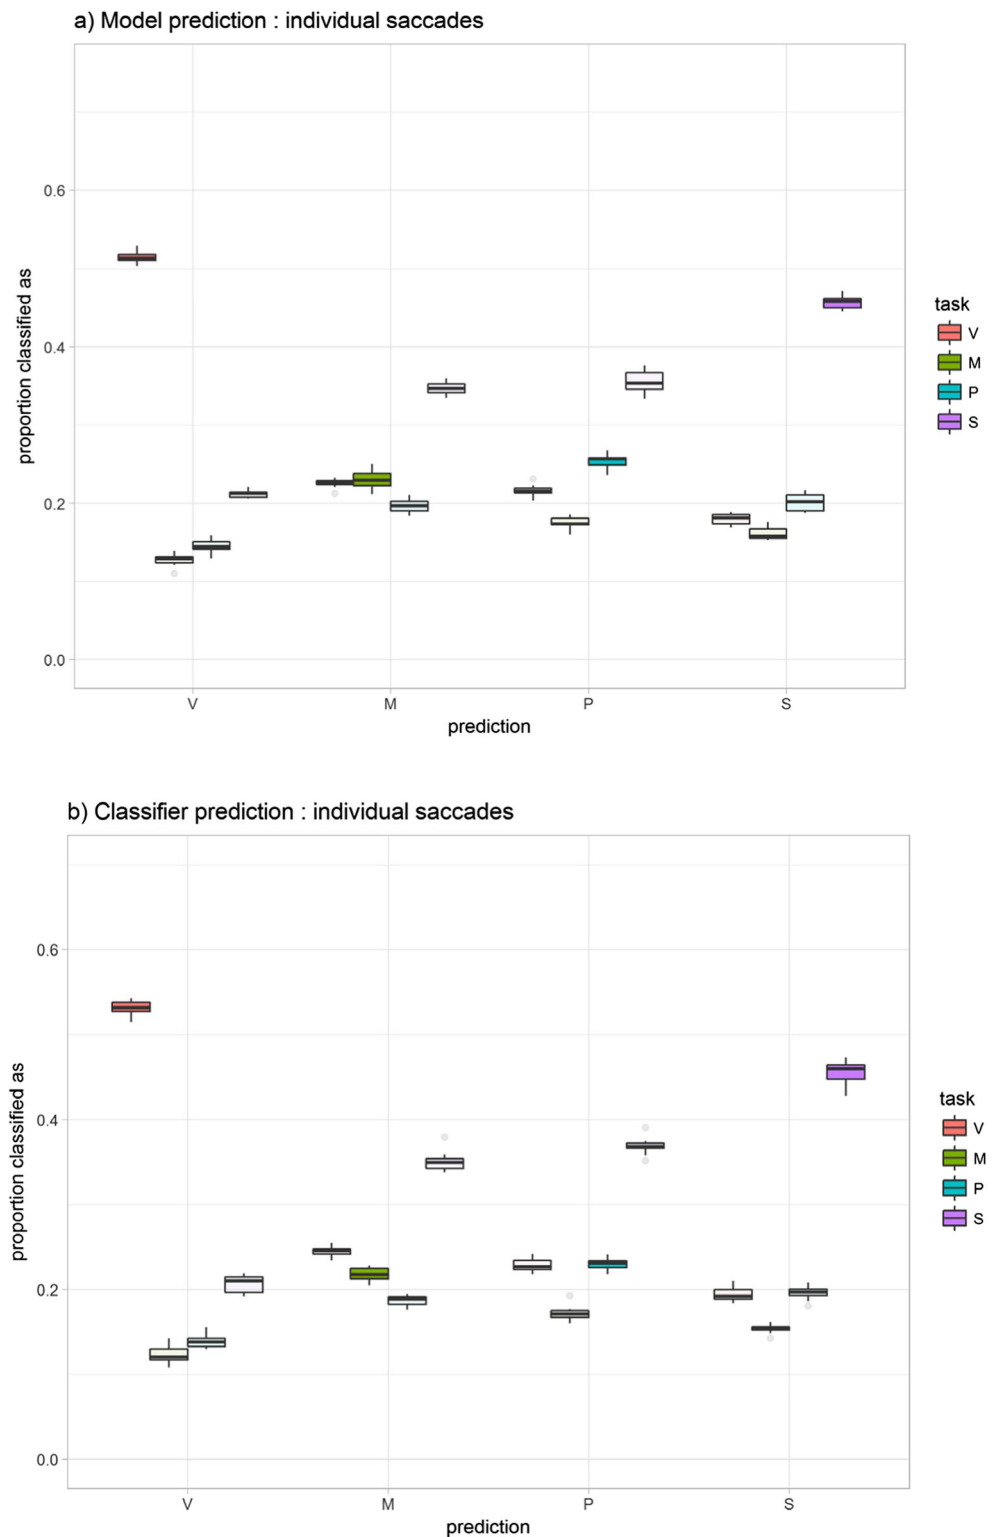 a) Model prediction : individual saccades
proportion classified as
0.6
0.4
0.2
0.0
V M P S
prediction
task
V
M
P
S
b) Classifier prediction : individual saccades
proportion classified as
0.6
0.4
0.2
0.0
V M P S
prediction
task
V
M
P
S